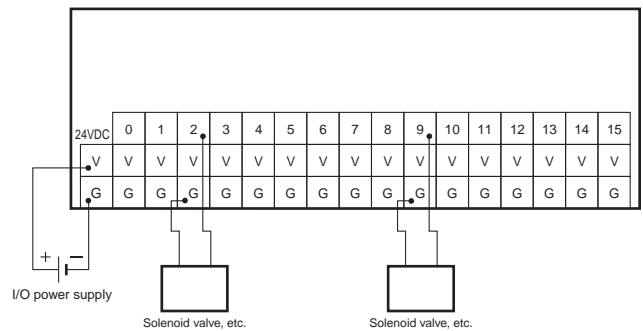 24VDC 0 1 2 3 4 5 6 7 8 9 10 11 12 13 14 15
V V V V V V V V V V V V V V V V V
G G G G G G G G G G G G G G G G G
+ −
I/O power supply
Solenoid valve, etc. Solenoid valve, etc.